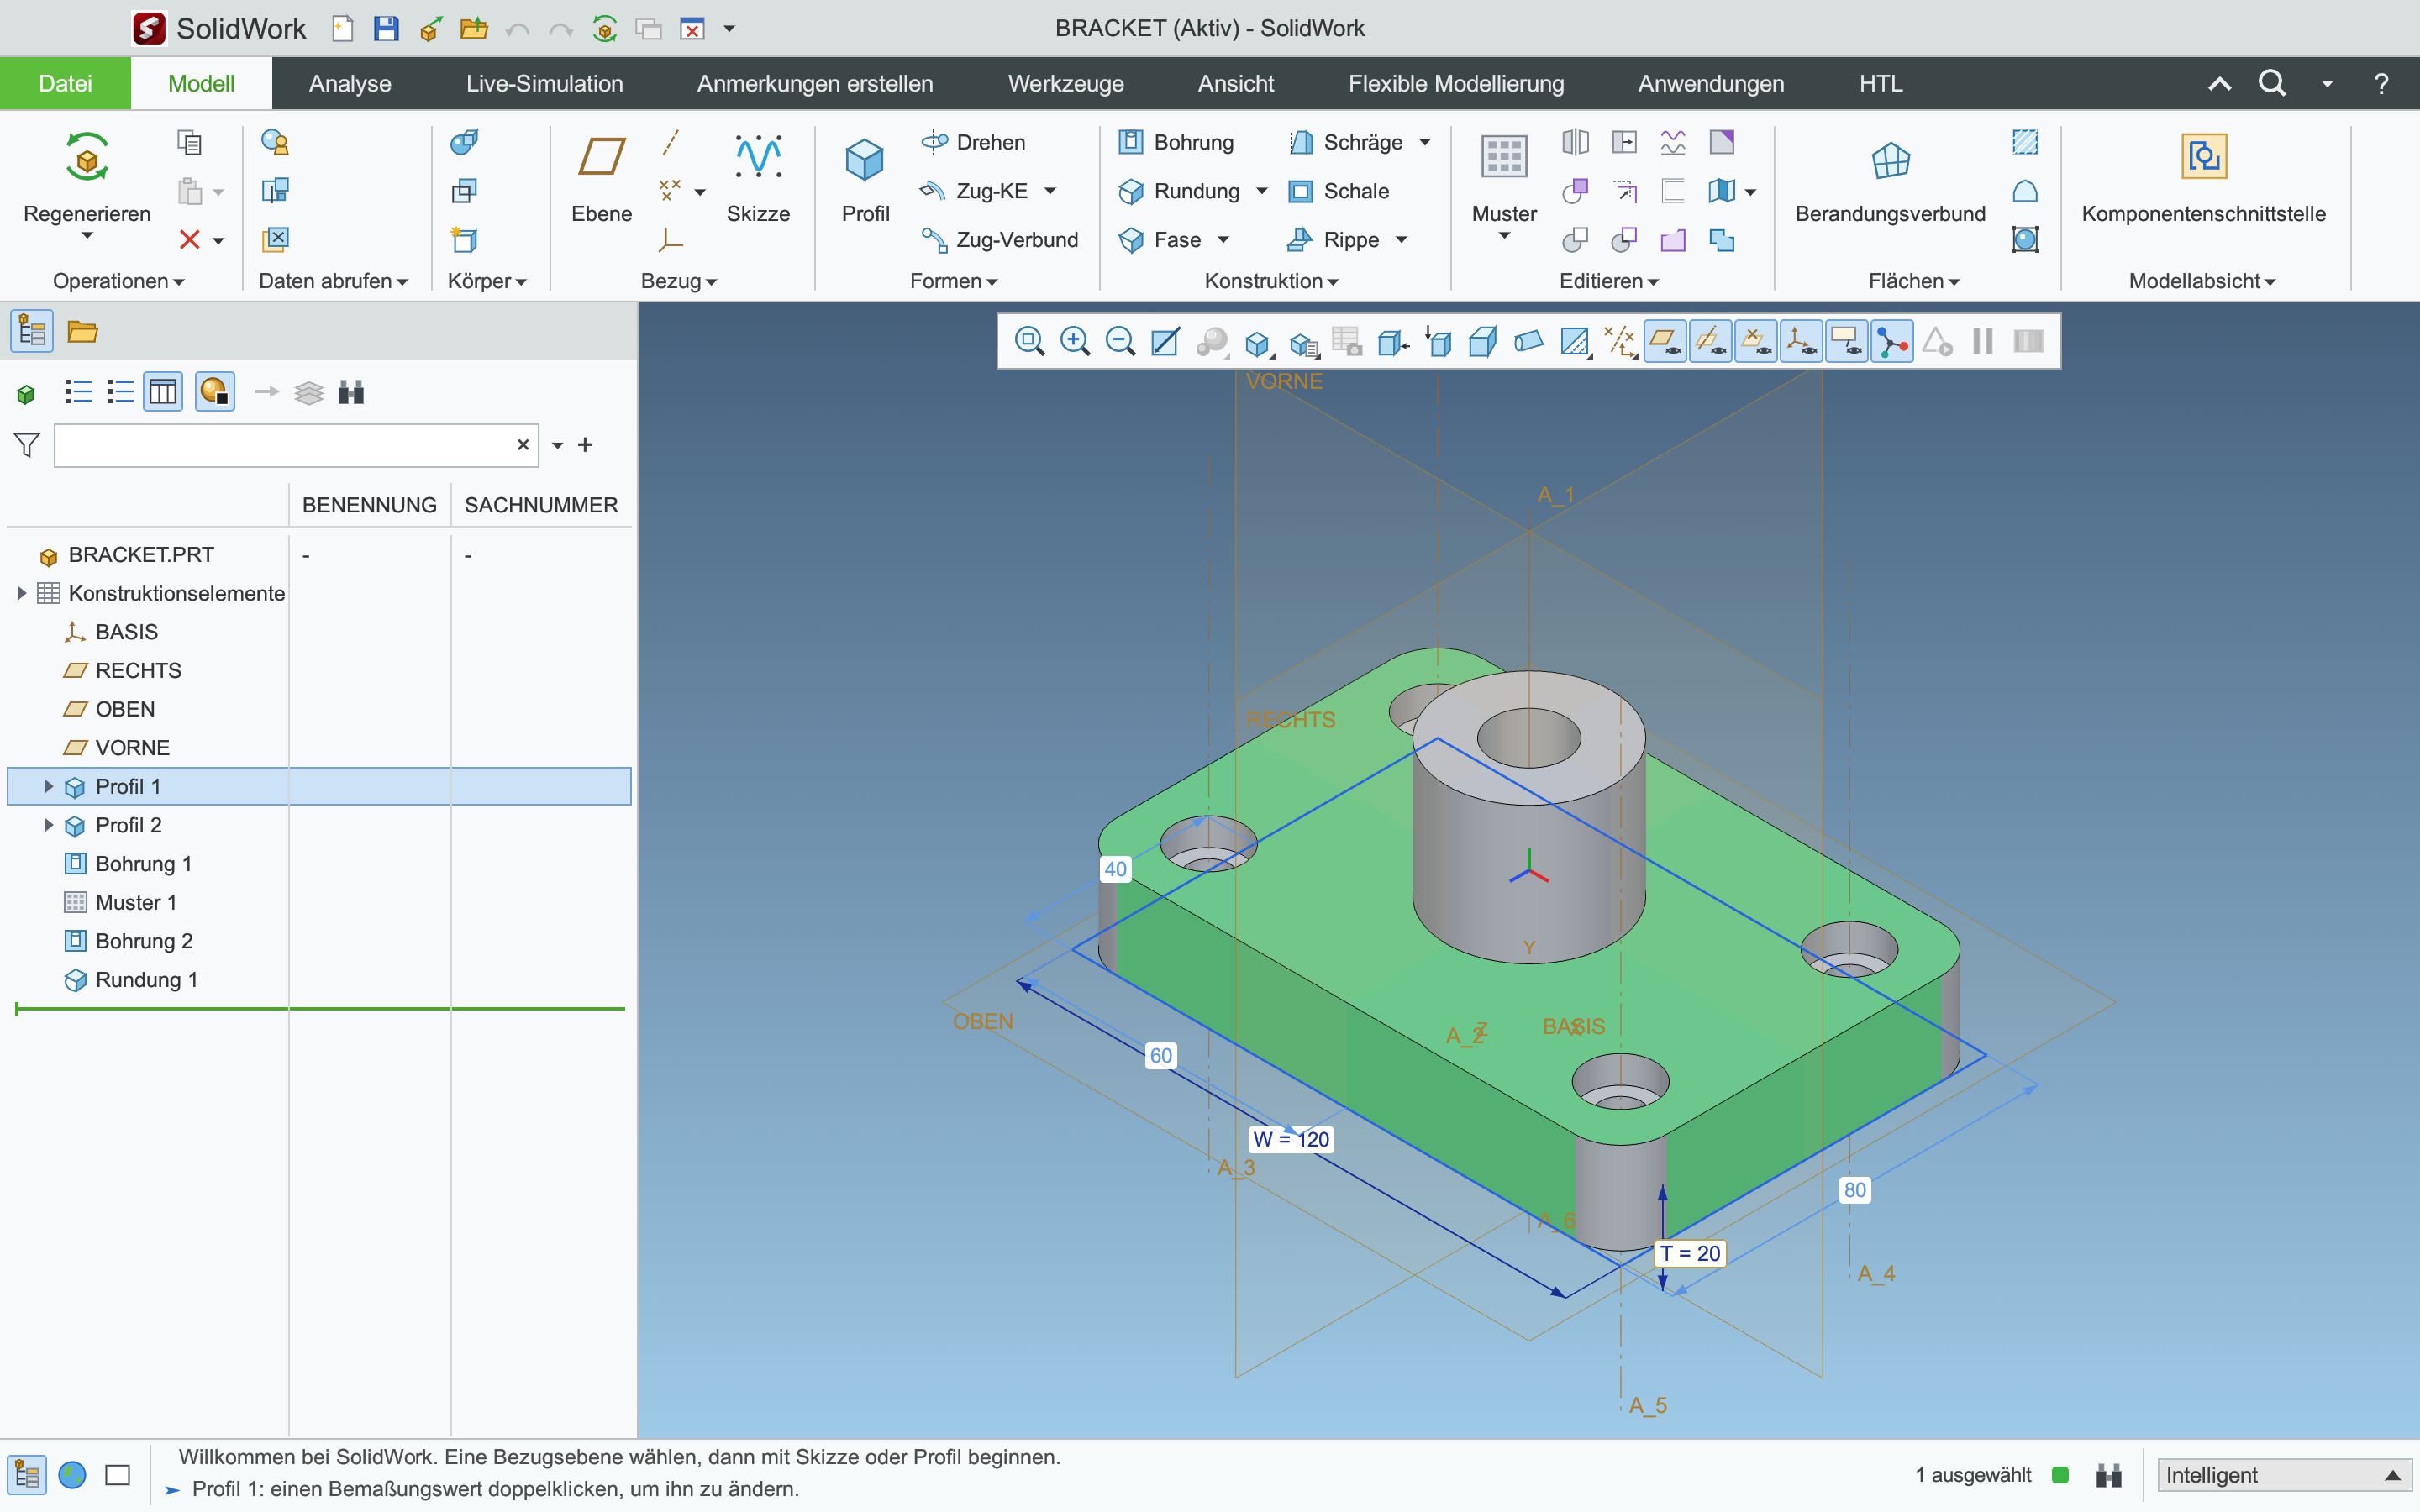 SolidWork
BRACKET (Aktiv) - SolidWork
Datei
Modell
Analyse
Live-Simulation
Anmerkungen erstellen
Werkzeuge
Ansicht
Flexible Modellierung
Anwendungen
HTL
?
Regenerieren
Operationen
Daten abrufen
Körper
Ebene
Skizze
Bezug
Profil
Drehen
Zug-KE
Zug-Verbund
Formen
Bohrung
Schräge
Rundung
Schale
Fase
Rippe
Konstruktion
Muster
Editieren
Berandungsverbund
Flächen
Komponentenschnittstelle
Modellabsicht
BENENNUNG
SACHNUMMER
BRACKET.PRT - -
Konstruktionselemente
BASIS
RECHTS
OBEN
VORNE
Profil 1
Profil 2
Bohrung 1
Muster 1
Bohrung 2
Rundung 1
VORNE
A_1
RECHTS
40
Y
OBEN
A_2
Z
BASIS
X
60
W = 120
A_3
80
A_6
T = 20
A_4
A_5
Willkommen bei SolidWork. Eine Bezugsebene wählen, dann mit Skizze oder Profil beginnen.
Profil 1: einen Bemaßungswert doppelklicken, um ihn zu ändern.
1 ausgewählt
Intelligent